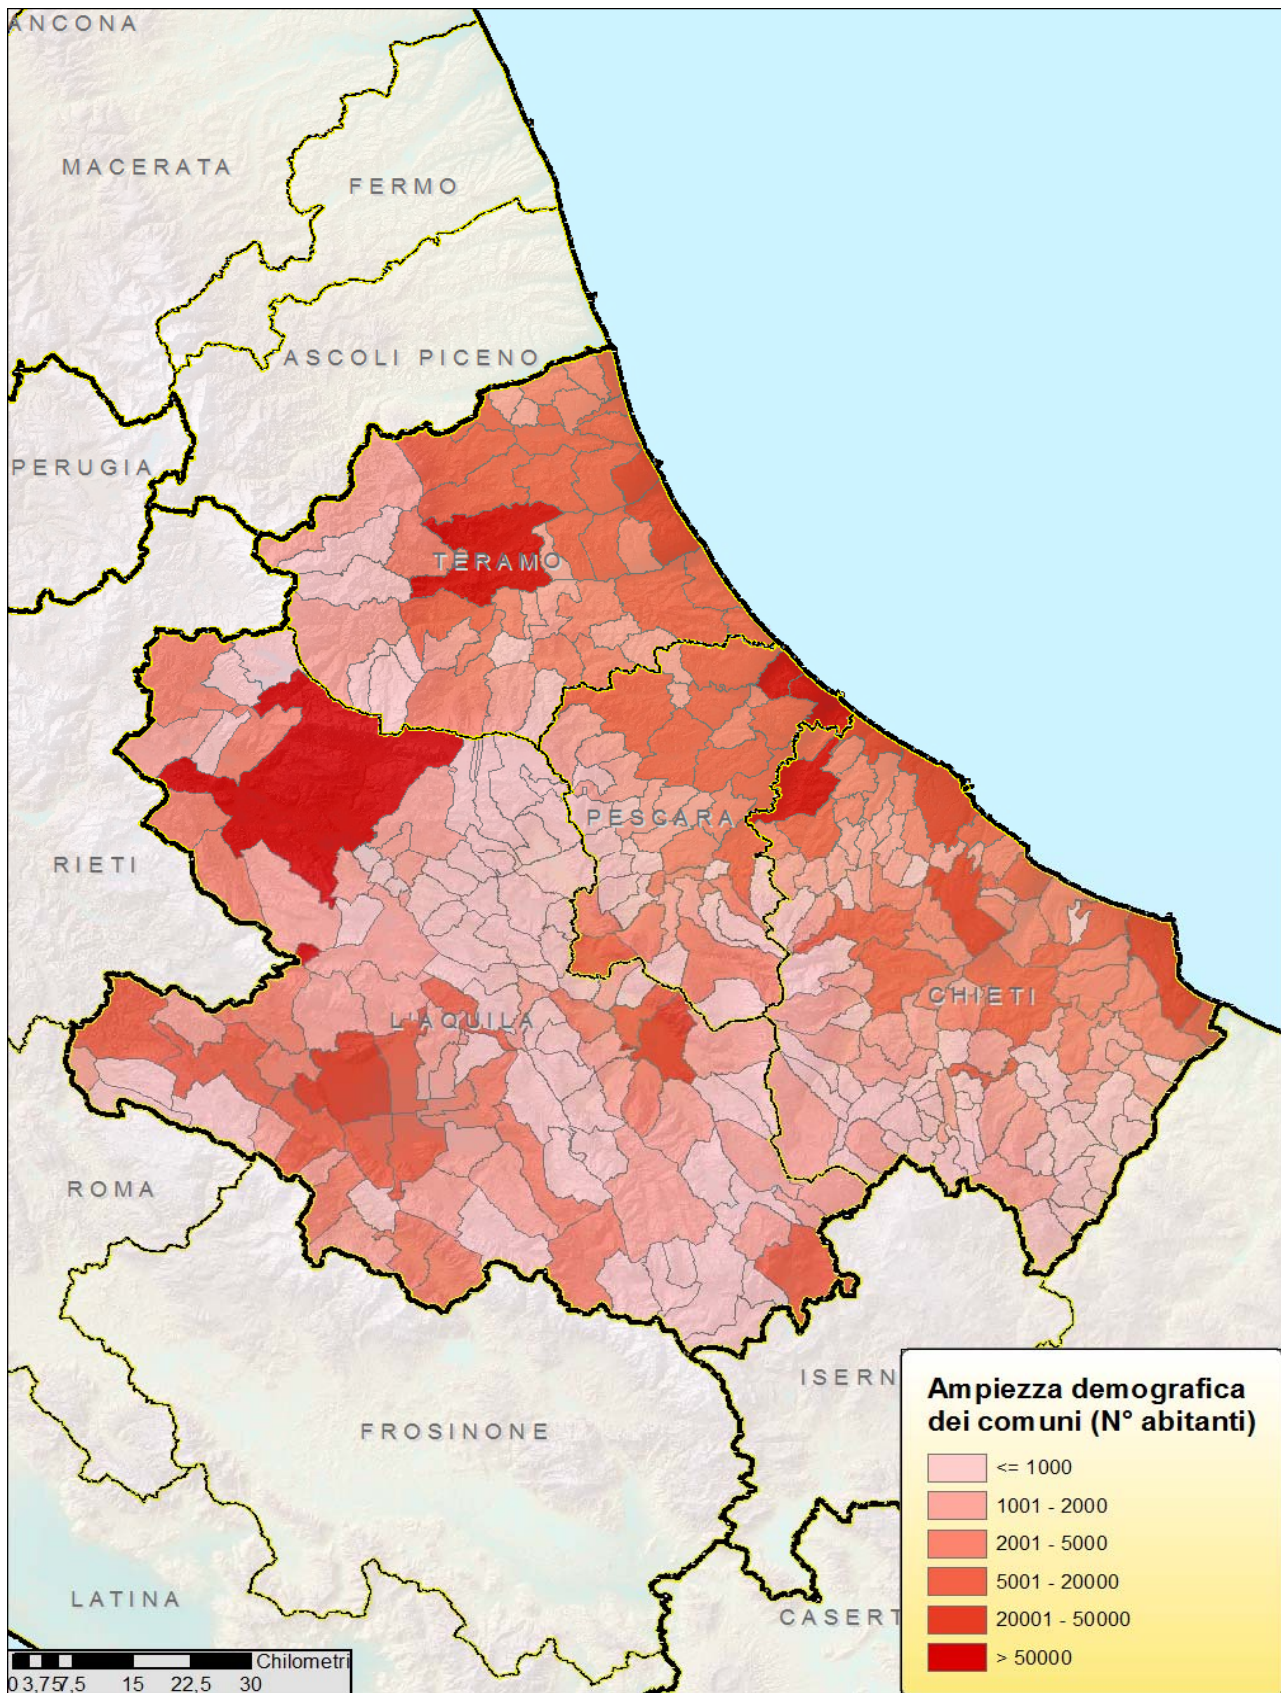 ANCONA
MACERATA
FERMO
ASCOLI PICENO
PERUGIA
TERAMO
PESCARA
RIETI
CHIETI
L'AQUILA
ROMA
ISERN
FROSINONE
LATINA
CASERT
Ampiezza demografica
dei comuni (N° abitanti)
<= 1000
1001 - 2000
2001 - 5000
5001 - 20000
20001 - 50000
> 50000
Chilometri
0 3,75 7,5 15 22,5 30